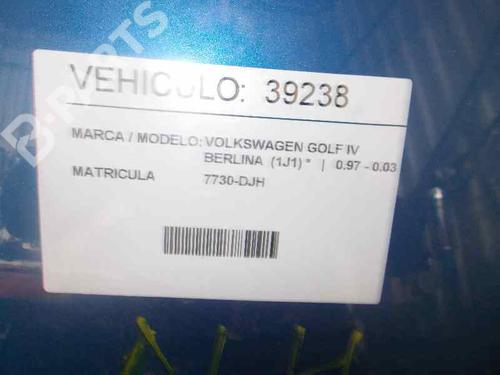 VEHICULO: 39238
MARCA / MODELO: VOLKSWAGEN GOLF IV
BERLINA (1J1) * | 0.97 - 0.03
MATRICULA 7730-DJH
B-PARTS